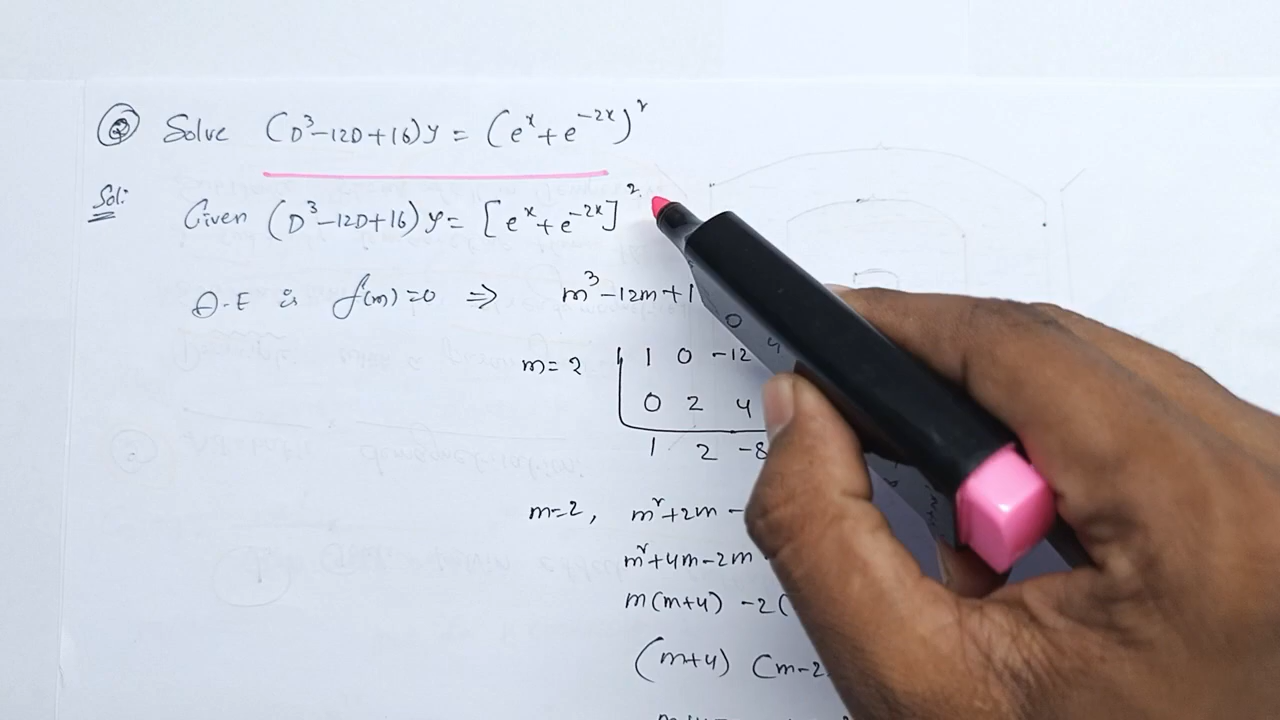 Q Solve (D³-12D+16)y = (eˣ+e⁻²ˣ)²
Sol: Given (D³-12D+16)y = [eˣ+e⁻²ˣ]²
A.E is f(m)=0 ⇒ m³-12m+1
0
m=2 | 1 0 -12
0 2 4
1 2 -8
m=2, m²+2m-
m²+4m-2m
m(m+4) -2(
(m+4) (m-2